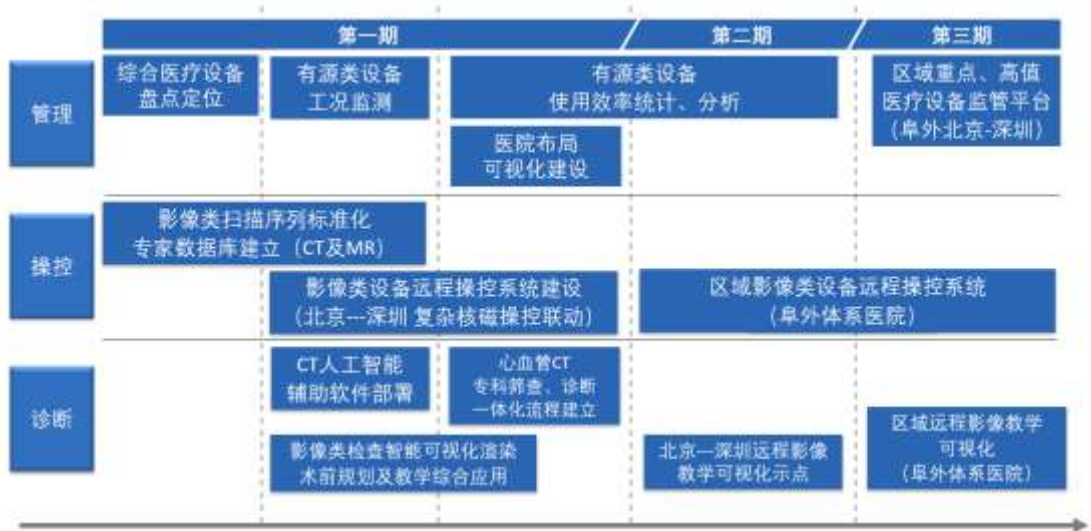 第一期
第二期
第三期
管理
综合医疗设备
盘点定位
有源类设备
工况监测
有源类设备
使用效率统计、分析
医院布局
可视化建设
区域重点、高值
医疗设备监管平台
(阜外北京-深圳)
操控
影像类扫描序列标准化
专家数据库建立（CT及MR）
影像类设备远程操控系统建设
（北京---深圳 复杂核磁操控联动）
区域影像类设备远程操控系统
（阜外体系医院）
诊断
CT人工智能
辅助软件部署
心血管CT
专科筛查、诊断
一体化流程建立
影像类检查智能可视化渲染
术前规划及教学综合应用
北京—深圳远程影像
教学可视化示点
区域远程影像教学
可视化
（阜外体系医院）